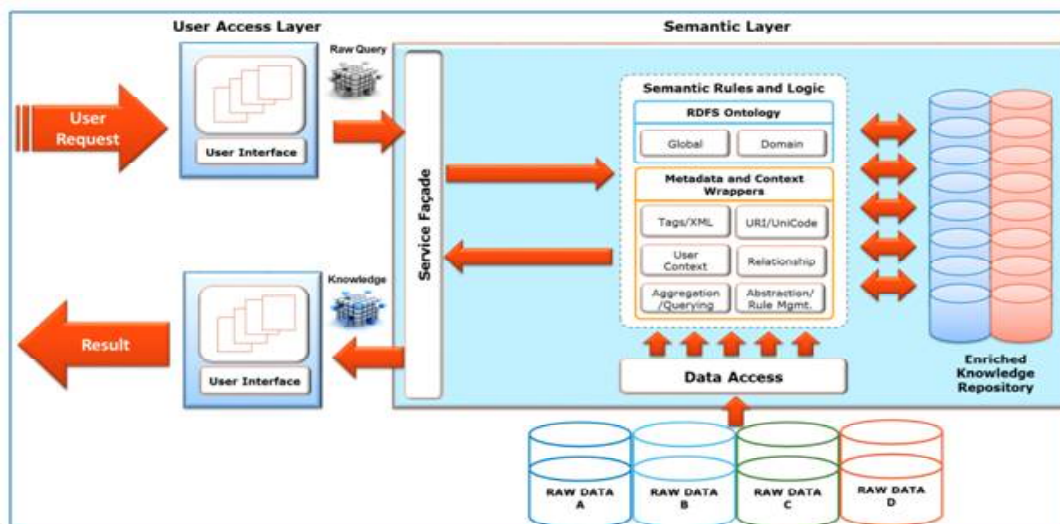 User Access Layer
Semantic Layer
Raw Query
User
Request
User Interface
Service Façade
Semantic Rules and Logic
RDFS Ontology
Global
Domain
Metadata and Context
Wrappers
Tags/XML
URI/UniCode
User
Context
Relationship
Aggregation
/Querying
Abstraction/
Rule Mgmt.
Knowledge
Result
User Interface
Data Access
Enriched
Knowledge
Repository
RAW DATA
A
RAW DATA
B
RAW DATA
C
RAW DATA
D